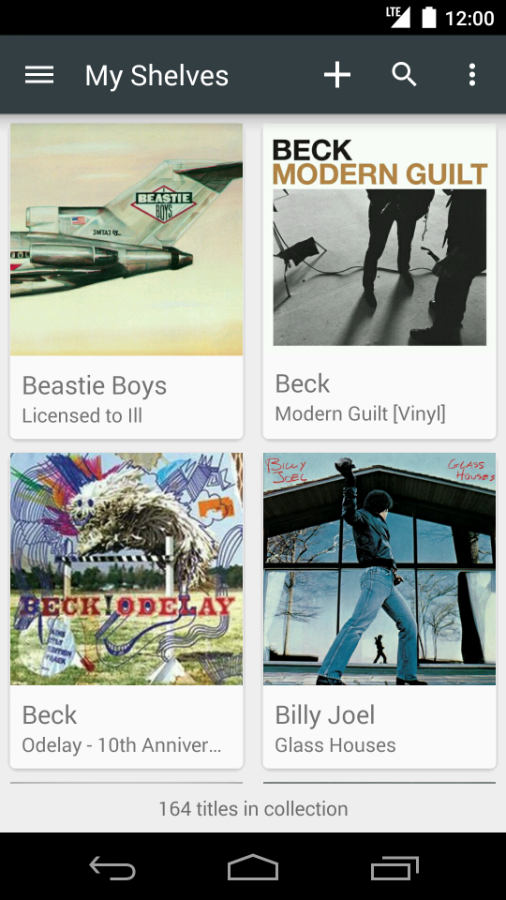 LTE 12:00
My Shelves
BEASTIE
BOYS
BECK
MODERN GUILT
Beastie Boys
Licensed to Ill
Beck
Modern Guilt [Vinyl]
BILLY
JOEL
GLASS
HOUSES
BECK!ODELAY
Beck
Odelay - 10th Anniver...
Billy Joel
Glass Houses
164 titles in collection